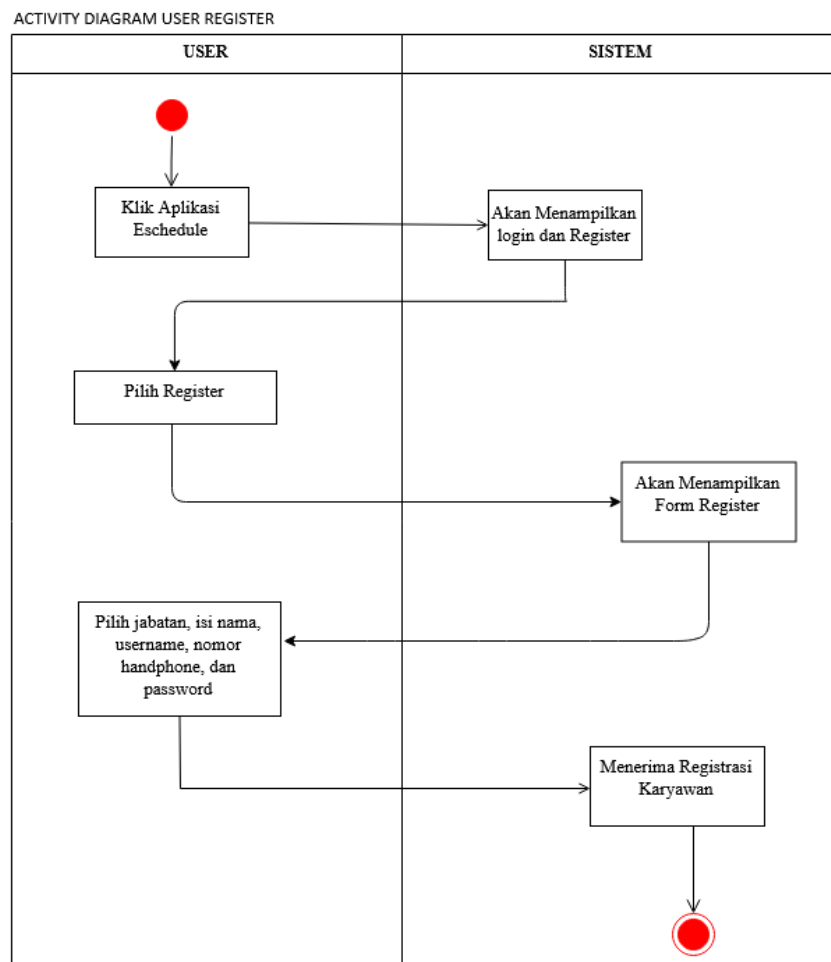 ACTIVITY DIAGRAM USER REGISTER
USER
SISTEM
Klik Aplikasi
Eschedule
Akan Menampilkan
login dan Register
Pilih Register
Akan Menampilkan
Form Register
Pilih jabatan, isi nama,
username, nomor
handphone, dan
password
Menerima Registrasi
Karyawan